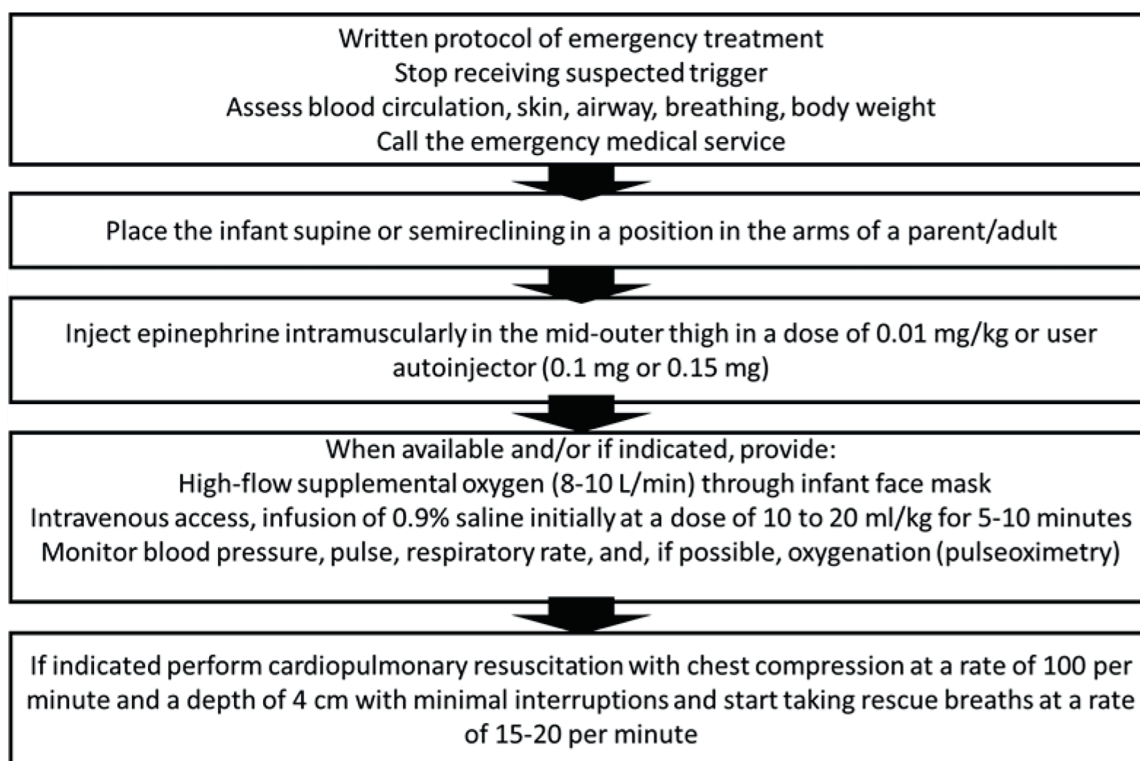 Written protocol of emergency treatment
Stop receiving suspected trigger
Assess blood circulation, skin, airway, breathing, body weight
Call the emergency medical service
Place the infant supine or semireclining in a position in the arms of a parent/adult
Inject epinephrine intramuscularly in the mid-outer thigh in a dose of 0.01 mg/kg or user
autoinjector (0.1 mg or 0.15 mg)
When available and/or if indicated, provide:
High-flow supplemental oxygen (8-10 L/min) through infant face mask
Intravenous access, infusion of 0.9% saline initially at a dose of 10 to 20 ml/kg for 5-10 minutes
Monitor blood pressure, pulse, respiratory rate, and, if possible, oxygenation (pulseoximetry)
If indicated perform cardiopulmonary resuscitation with chest compression at a rate of 100 per
minute and a depth of 4 cm with minimal interruptions and start taking rescue breaths at a rate
of 15-20 per minute